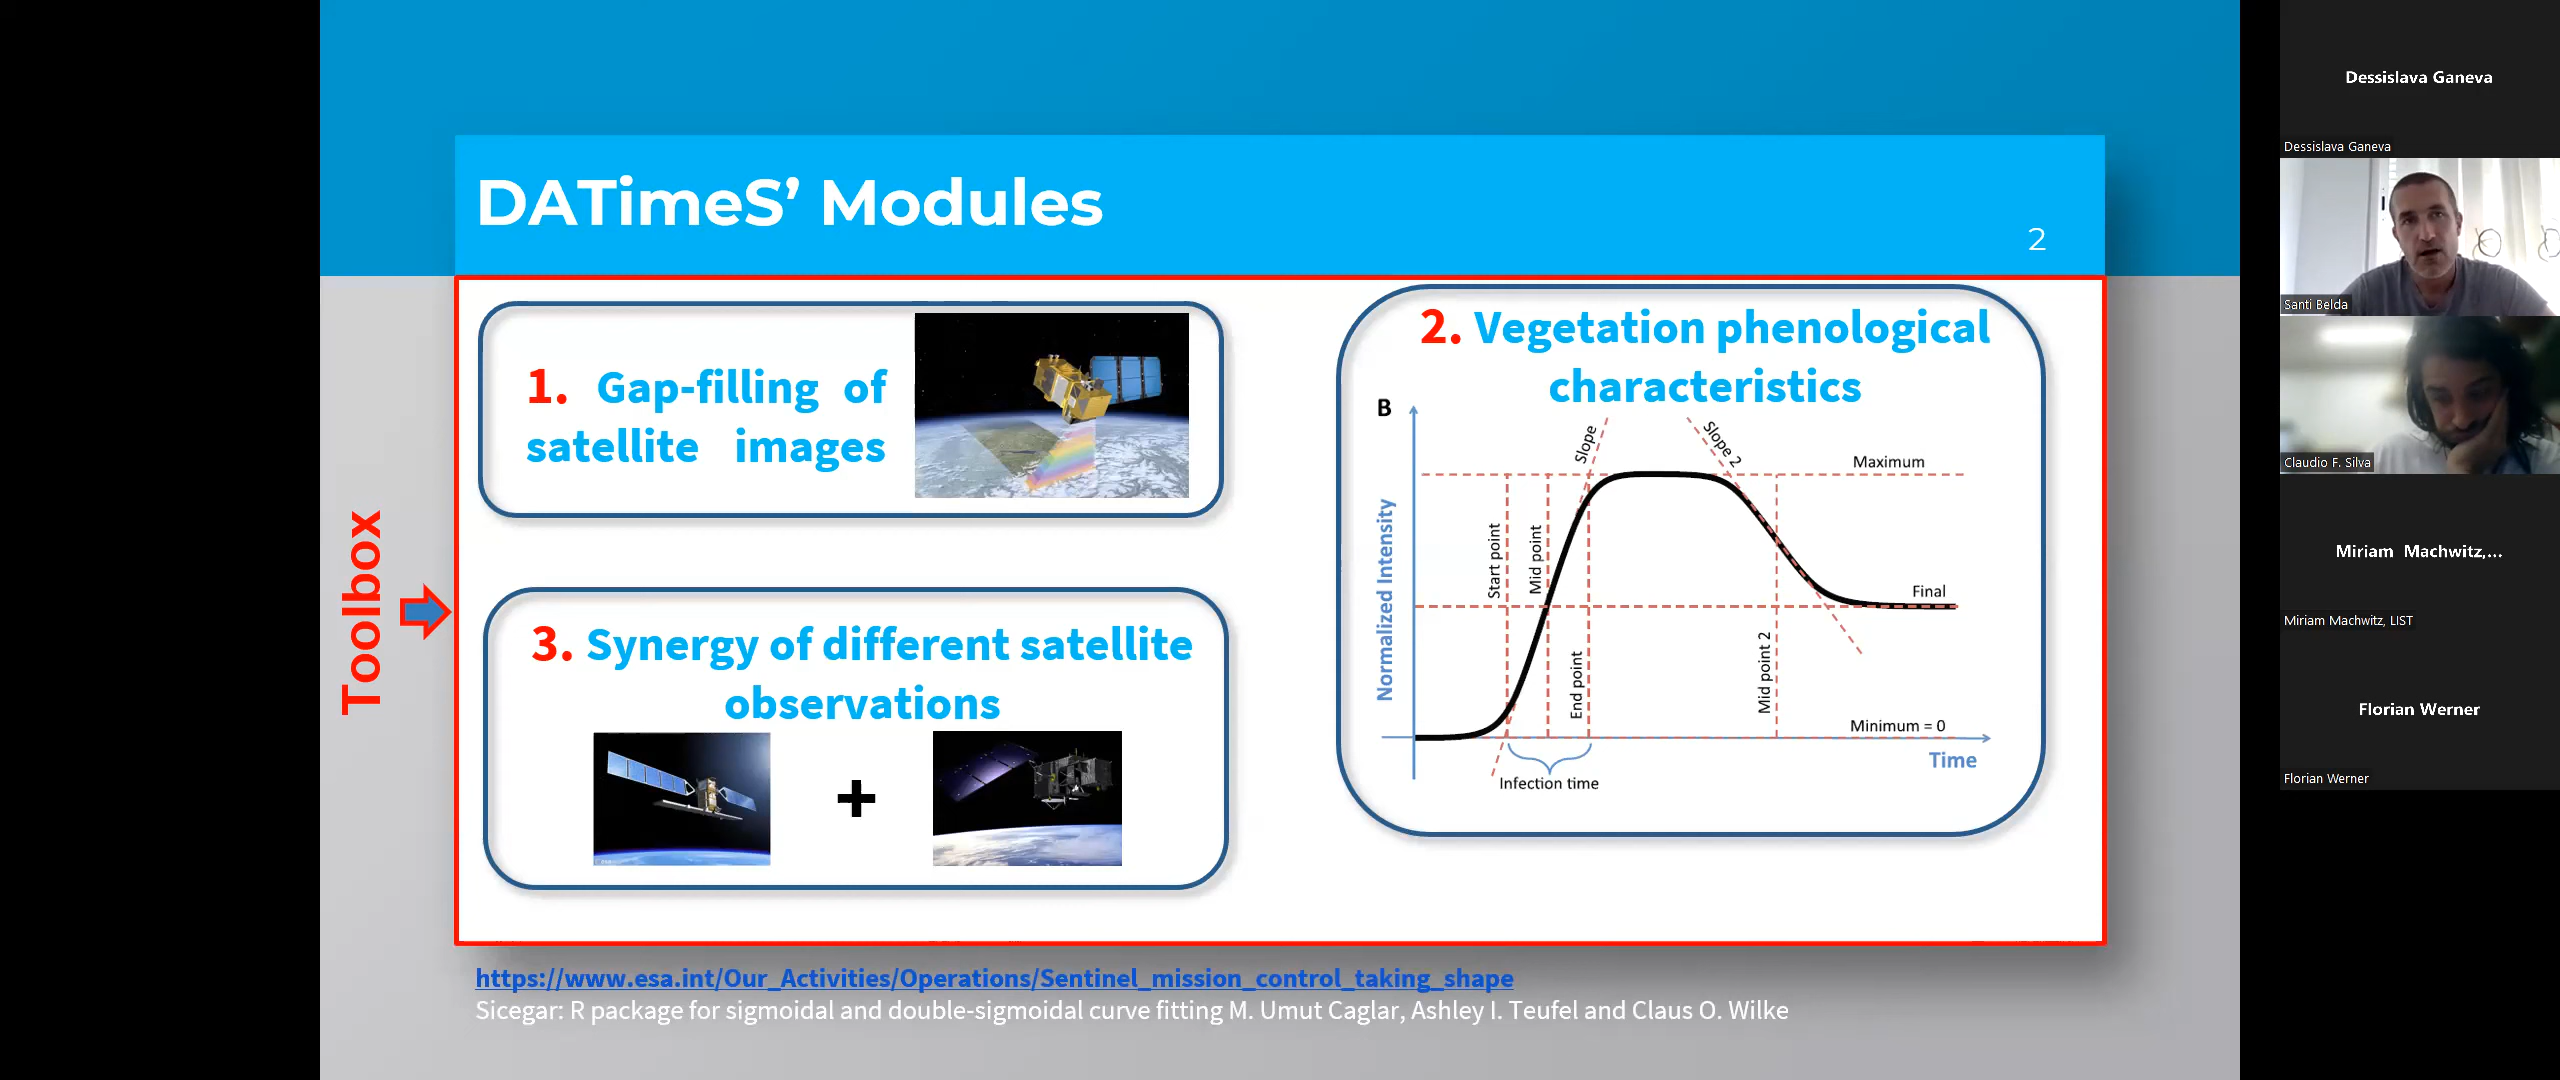 DATimeS’ Modules
2
Toolbox
1. Gap-filling of
satellite images
2. Vegetation phenological
characteristics
B
Normalized Intensity
Slope
Slope 2
Maximum
Start point
Mid point
End point
Mid point 2
Final
Minimum = 0
Time
Infection time
3. Synergy of different satellite
observations
+
https://www.esa.int/Our_Activities/Operations/Sentinel_mission_control_taking_shape
Sicegar: R package for sigmoidal and double-sigmoidal curve fitting M. Umut Caglar, Ashley I. Teufel and Claus O. Wilke
Dessislava Ganeva
Dessislava Ganeva
Santi Belda
Claudio F. Silva
Miriam Machwitz,...
Miriam Machwitz, LIST
Florian Werner
Florian Werner